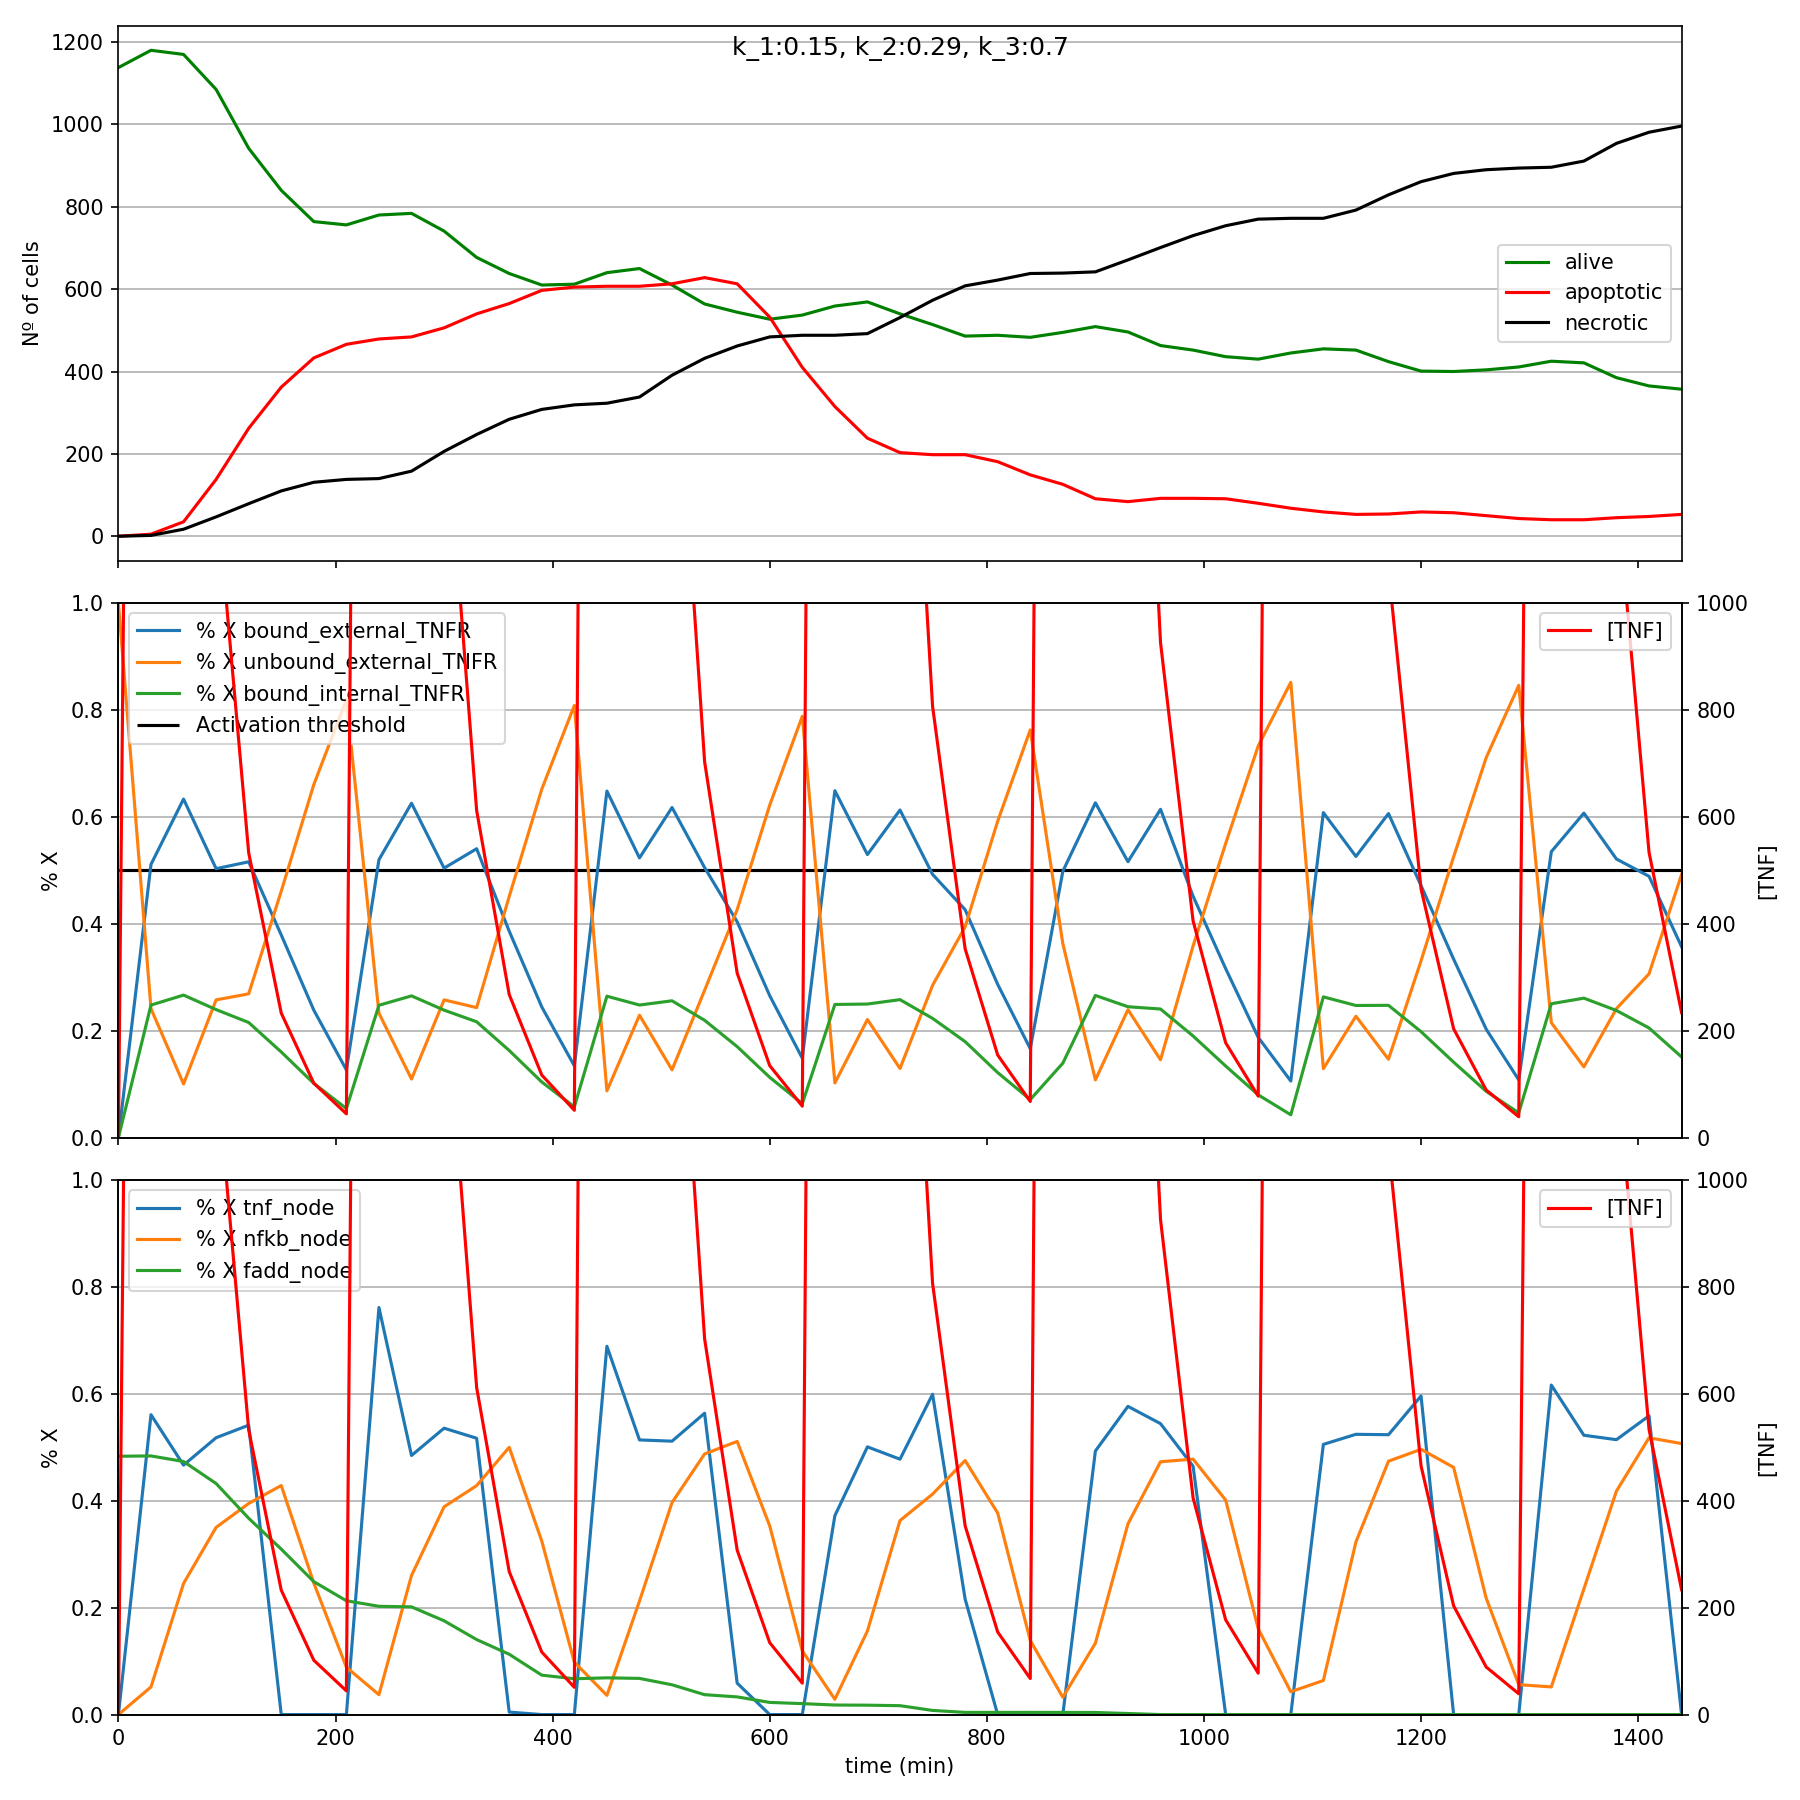 k_1:0.15, k_2:0.29, k_3:0.7
1200
1000
800
600
400
200
0
Nº of cells
alive
apoptotic
necrotic
1.0
0.8
0.6
0.4
0.2
0.0
% X
% X bound_external_TNFR
% X unbound_external_TNFR
% X bound_internal_TNFR
Activation threshold
[TNF]
1000
800
600
400
200
0
[TNF]
1.0
0.8
0.6
0.4
0.2
0.0
% X
% X tnf_node
% X nfkb_node
% X fadd_node
[TNF]
1000
800
600
400
200
0
[TNF]
0 200 400 600 800 1000 1200 1400
time (min)